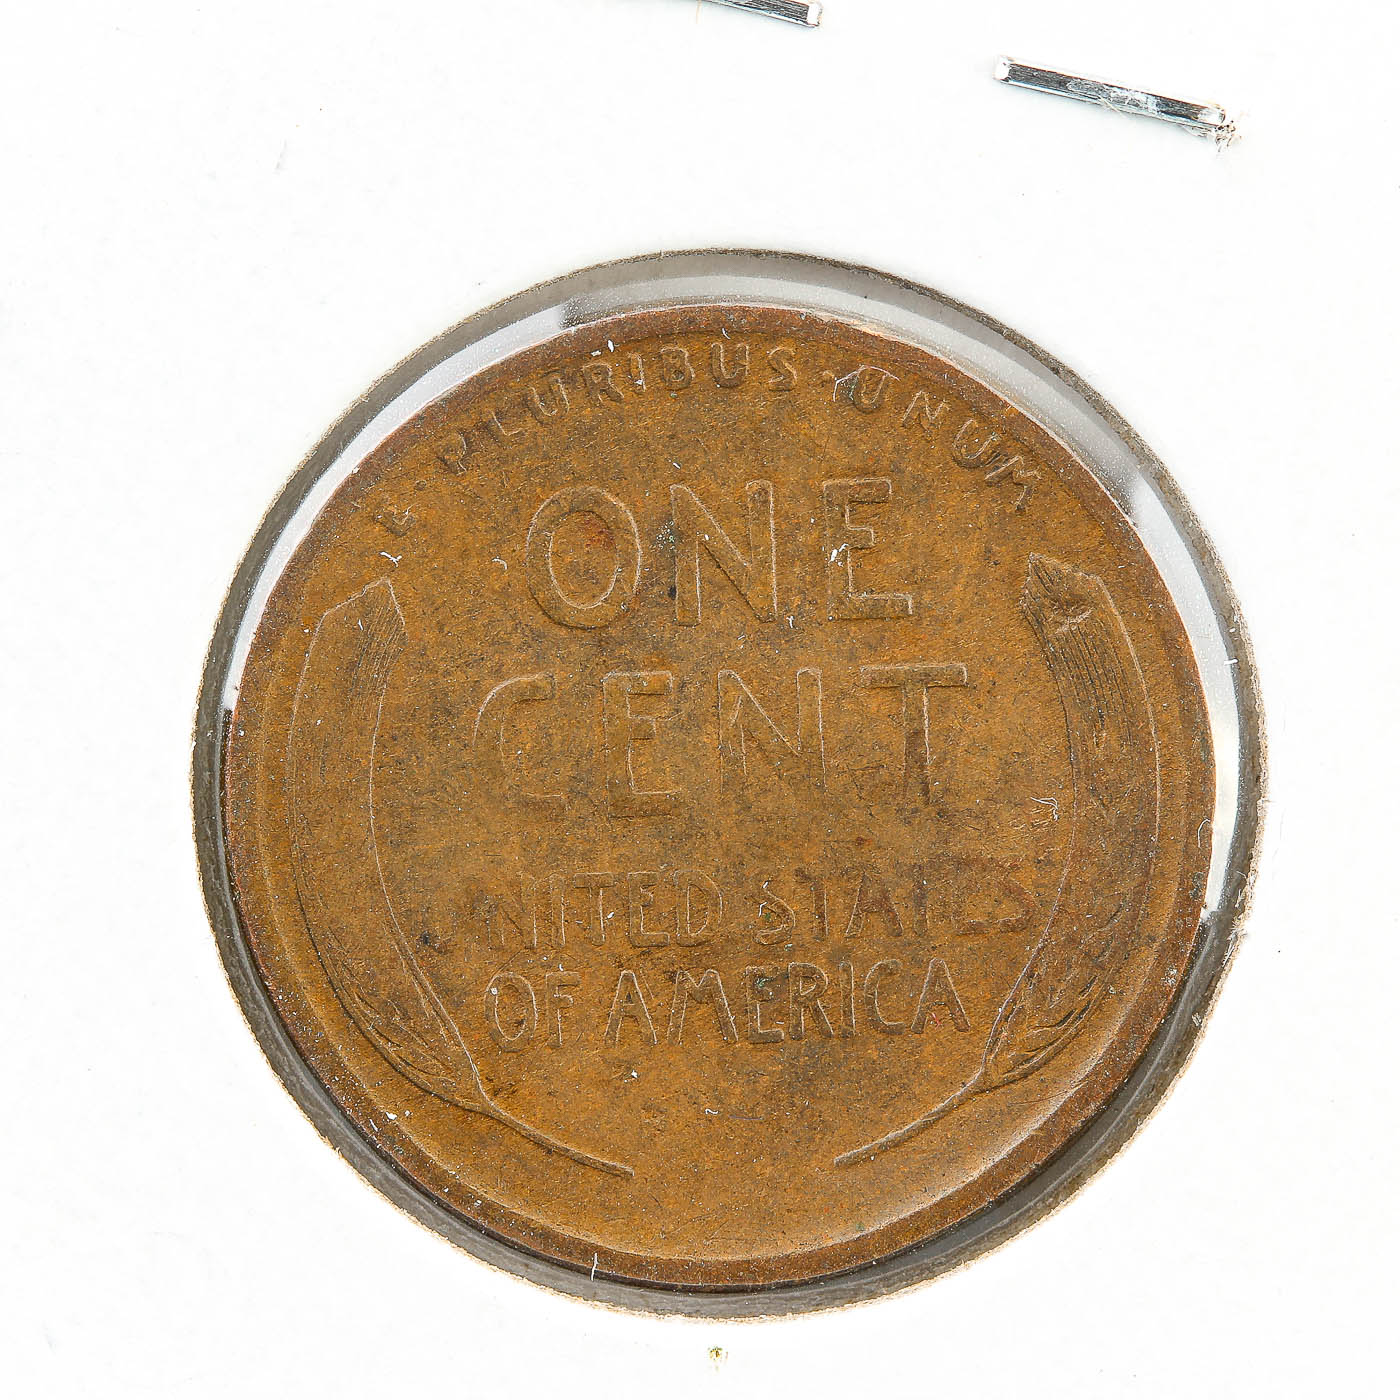 E · PLURIBUS · UNUM
ONE
CENT
UNITED STATES
OF AMERICA